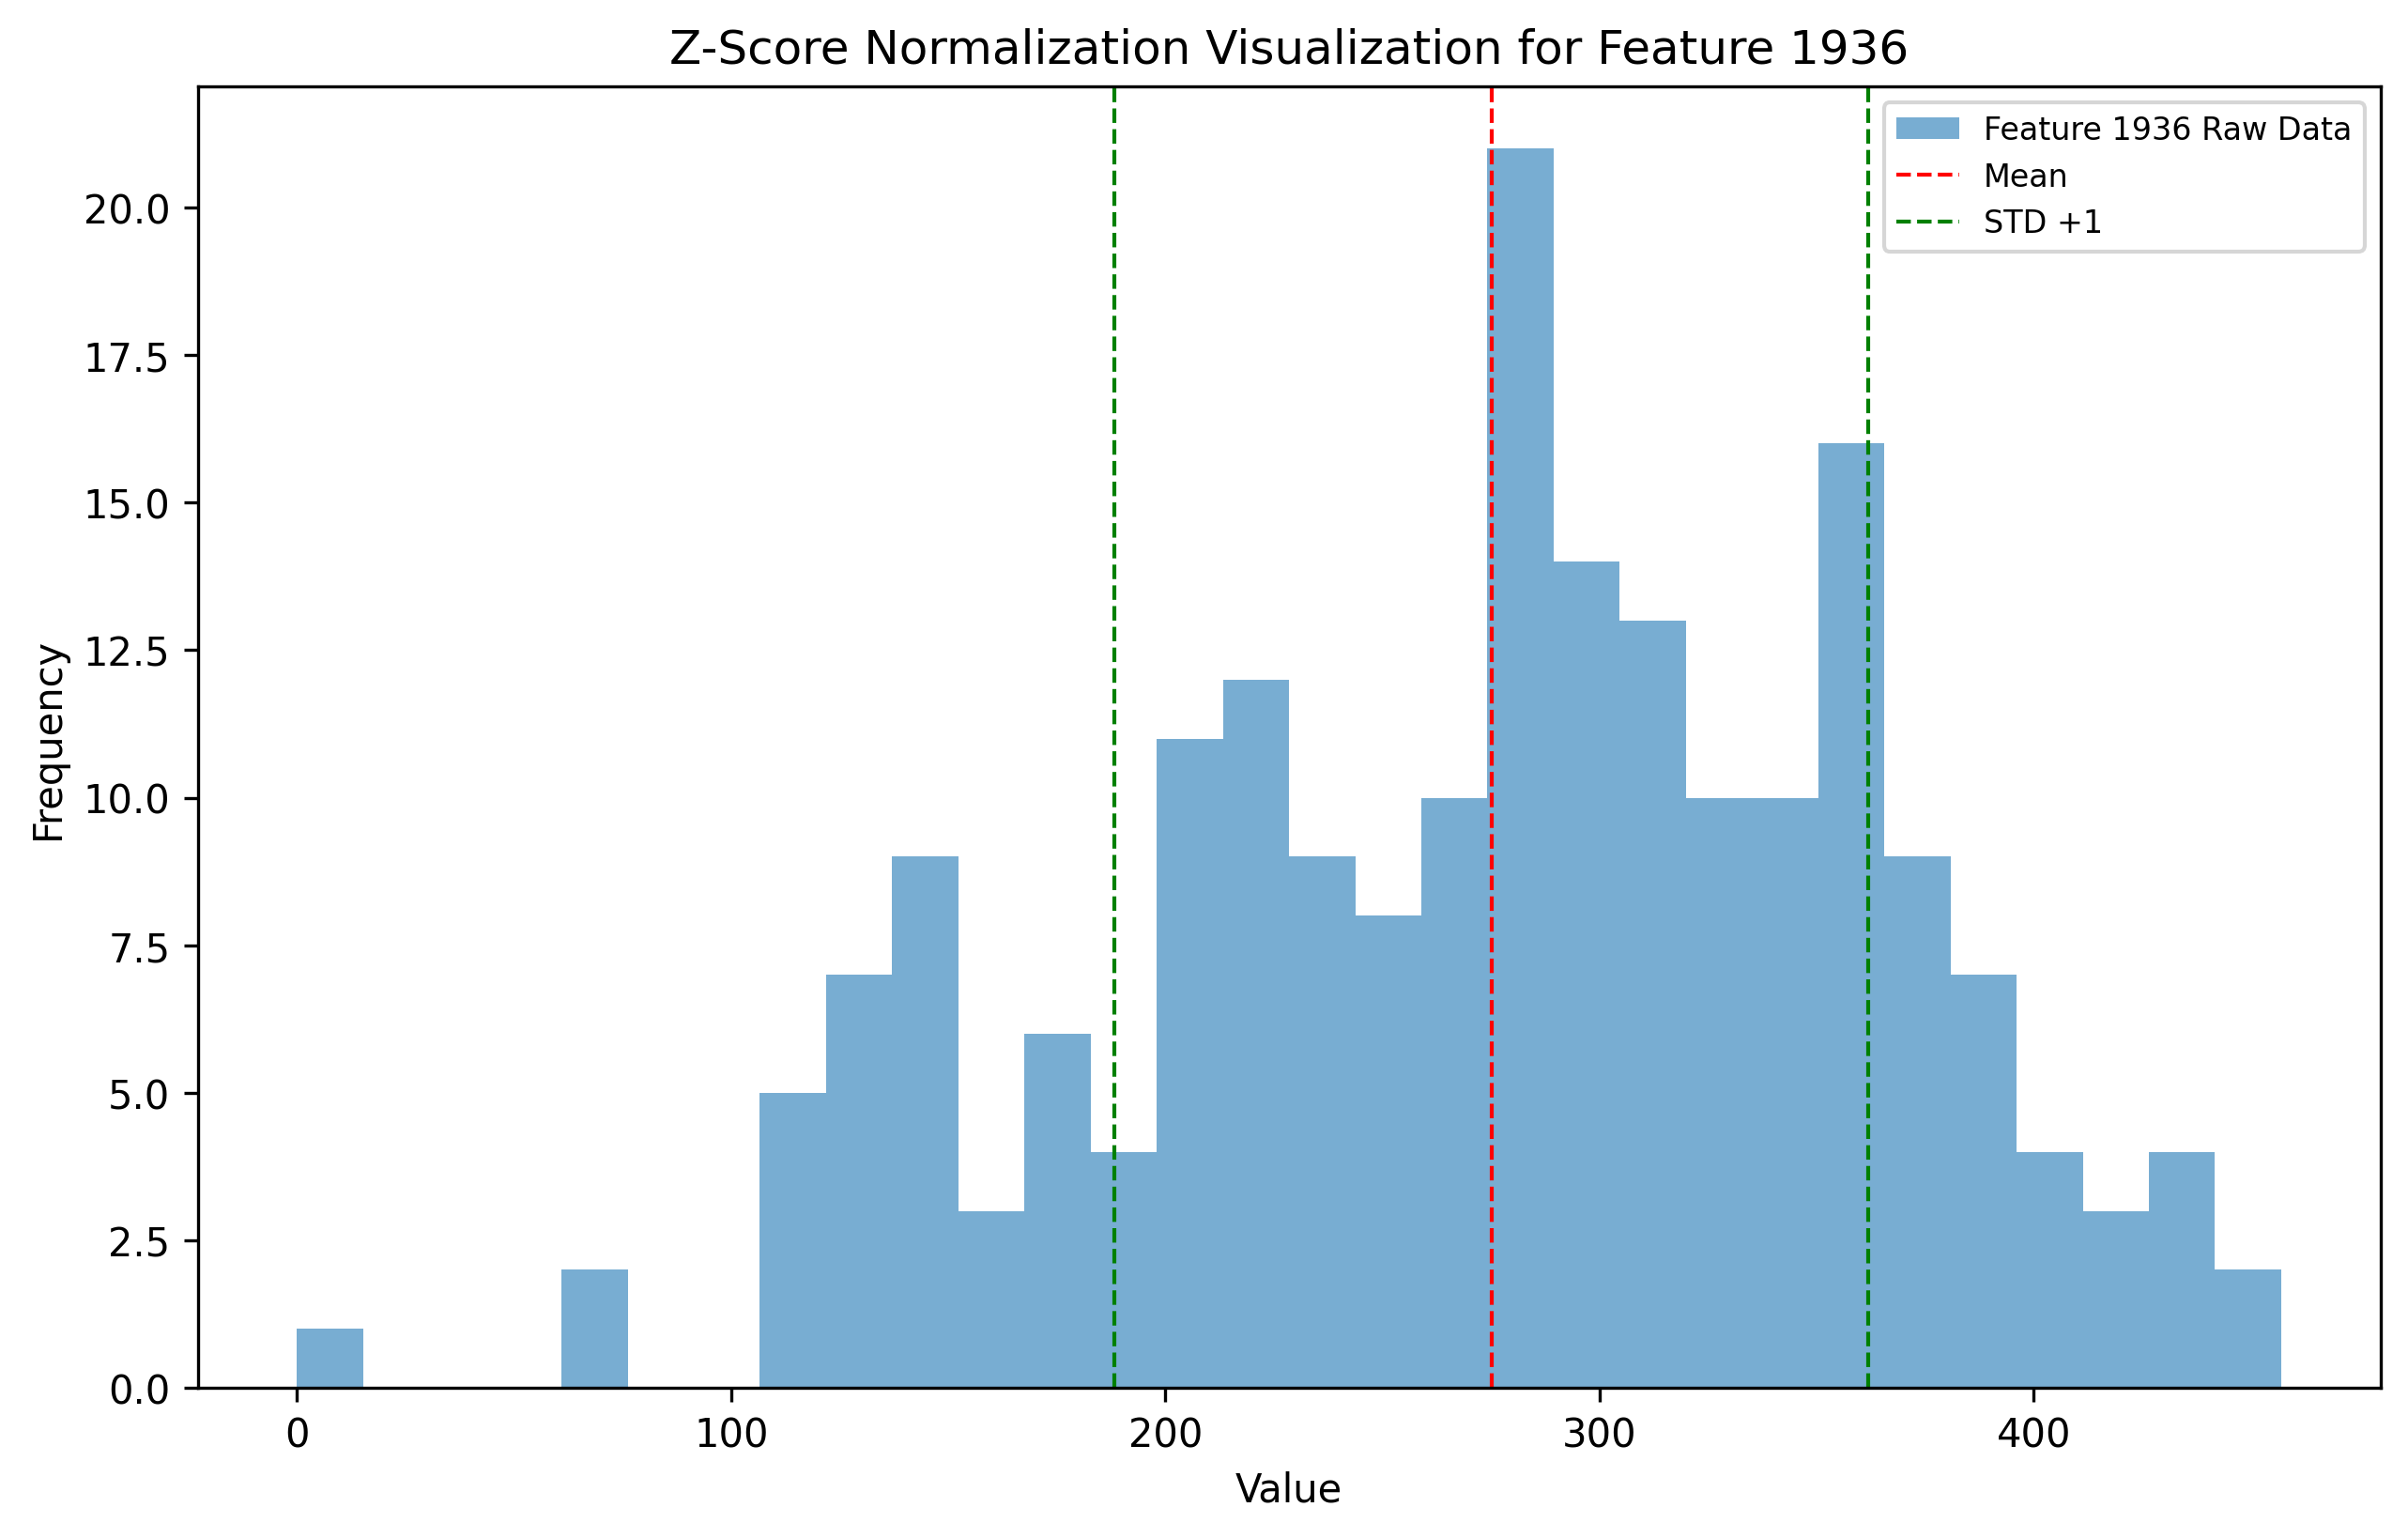 Z-Score Normalization Visualization for Feature 1936
Feature 1936 Raw Data
Mean
STD +1
Frequency
20.0
17.5
15.0
12.5
10.0
7.5
5.0
2.5
0.0
0 100 200 300 400
Value